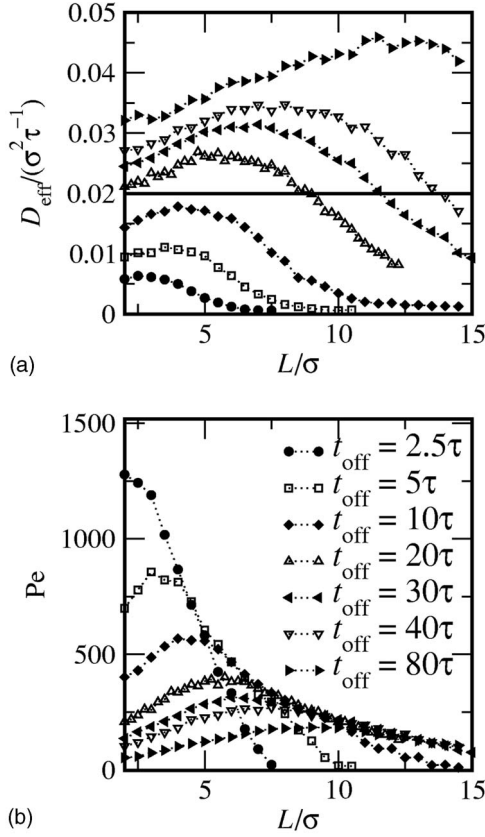 0.05
0.04
0.03
0.02
0.01
0
D_eff/(σ²τ⁻¹)
5 10 15
L/σ
(a)
1500
1000
500
0
Pe
t_off = 2.5τ
t_off = 5τ
t_off = 10τ
t_off = 20τ
t_off = 30τ
t_off = 40τ
t_off = 80τ
5 10 15
L/σ
(b)